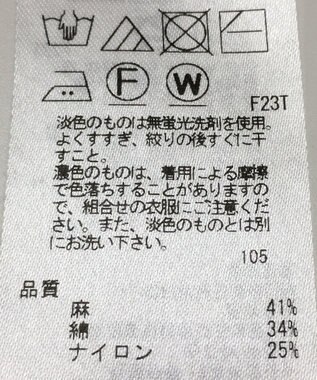 F W
F23T
淡色のものは無蛍光洗剤を使用。
よくすすぎ、絞りの後すぐに干
すこと。
濃色のものは、着用による摩擦
で色落ちすることがありますの
で、組合せの衣服にご注意くだ
さい。また、淡色のものとは別
にお洗い下さい。
105
品質
麻 41%
綿 34%
ナイロン 25%